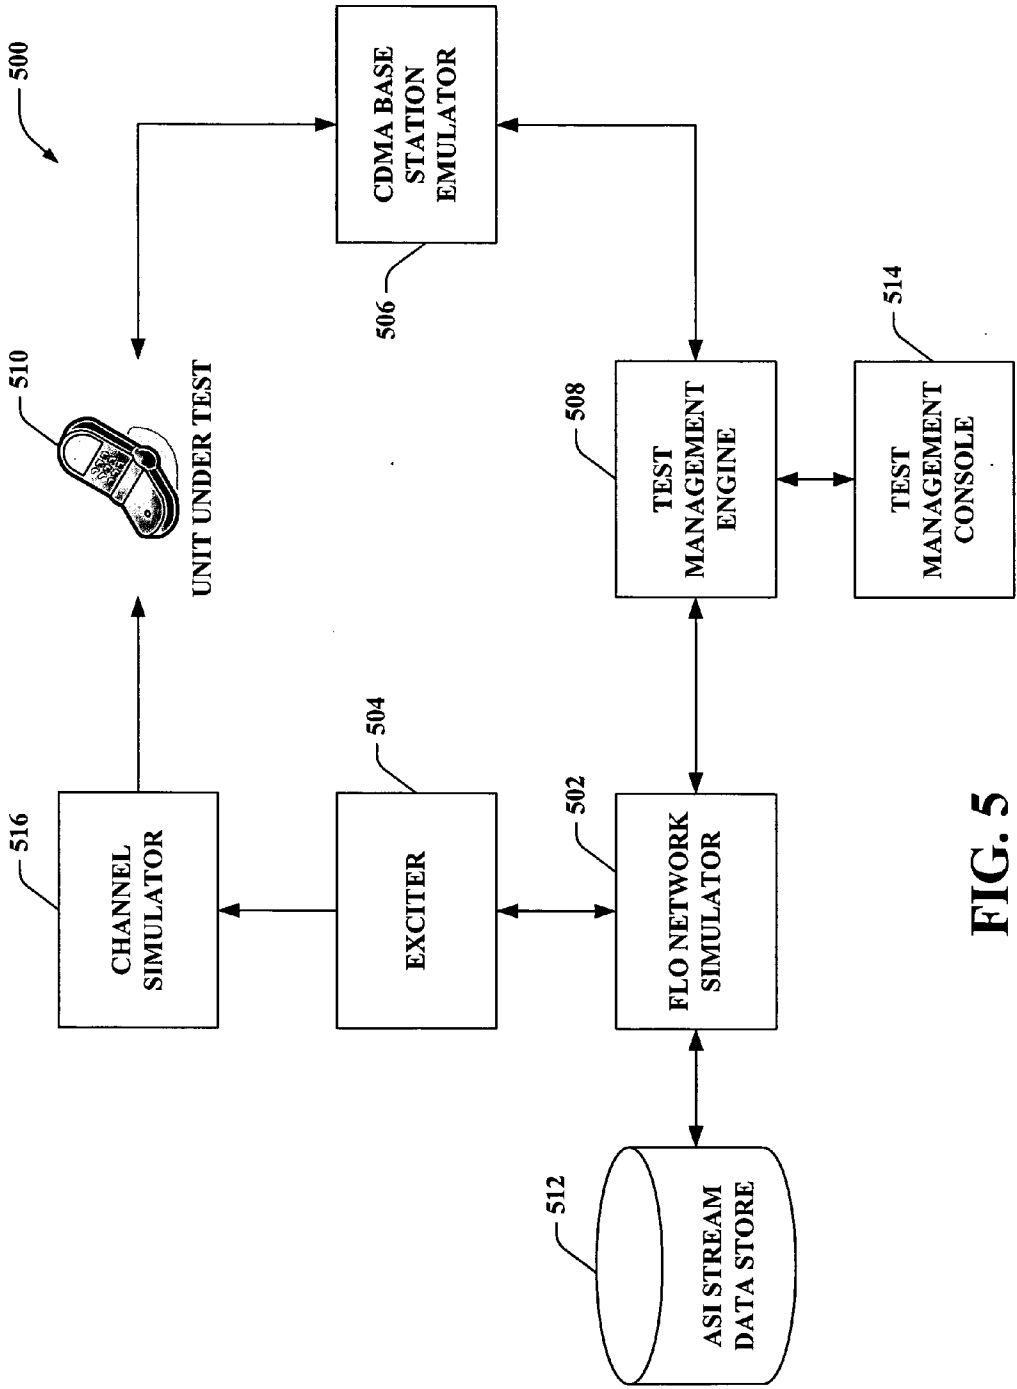 500
516
CHANNEL
SIMULATOR
510
UNIT UNDER TEST
504
EXCITER
CDMA BASE
STATION
EMULATOR
506
512
ASI STREAM
DATA STORE
502
FLO NETWORK
SIMULATOR
508
TEST
MANAGEMENT
ENGINE
514
TEST
MANAGEMENT
CONSOLE
FIG. 5